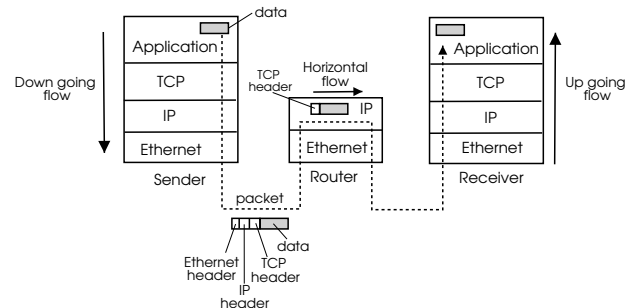 data
Application
TCP
IP
Ethernet
Sender
Down going
flow
Horizontal
flow
TCP
header
IP
Ethernet
Router
Application
TCP
IP
Ethernet
Receiver
Up going
flow
packet
data
Ethernet
header
IP
header
TCP
header